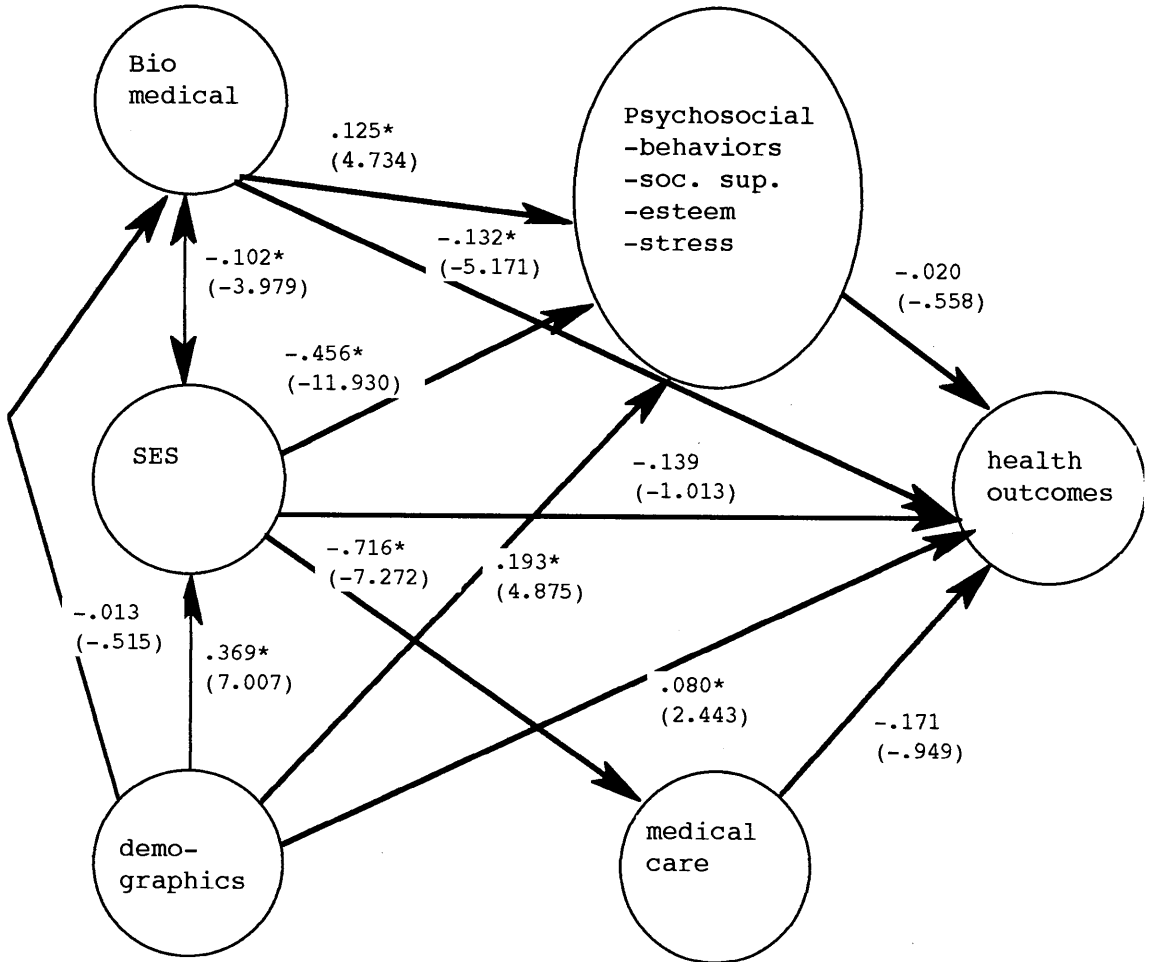 Bio
medical
.125*
(4.734)
Psychosocial
-behaviors
-soc. sup.
-esteem
-stress
-.132*
(-5.171)
-.102*
(-3.979)
-.020
(-.558)
-.456*
(-11.930)
SES
-.139
(-1.013)
health
outcomes
-.716*
(-7.272)
.193*
(4.875)
-.013
(-.515)
.369*
(7.007)
.080*
(2.443)
-.171
(-.949)
demo-
graphics
medical
care